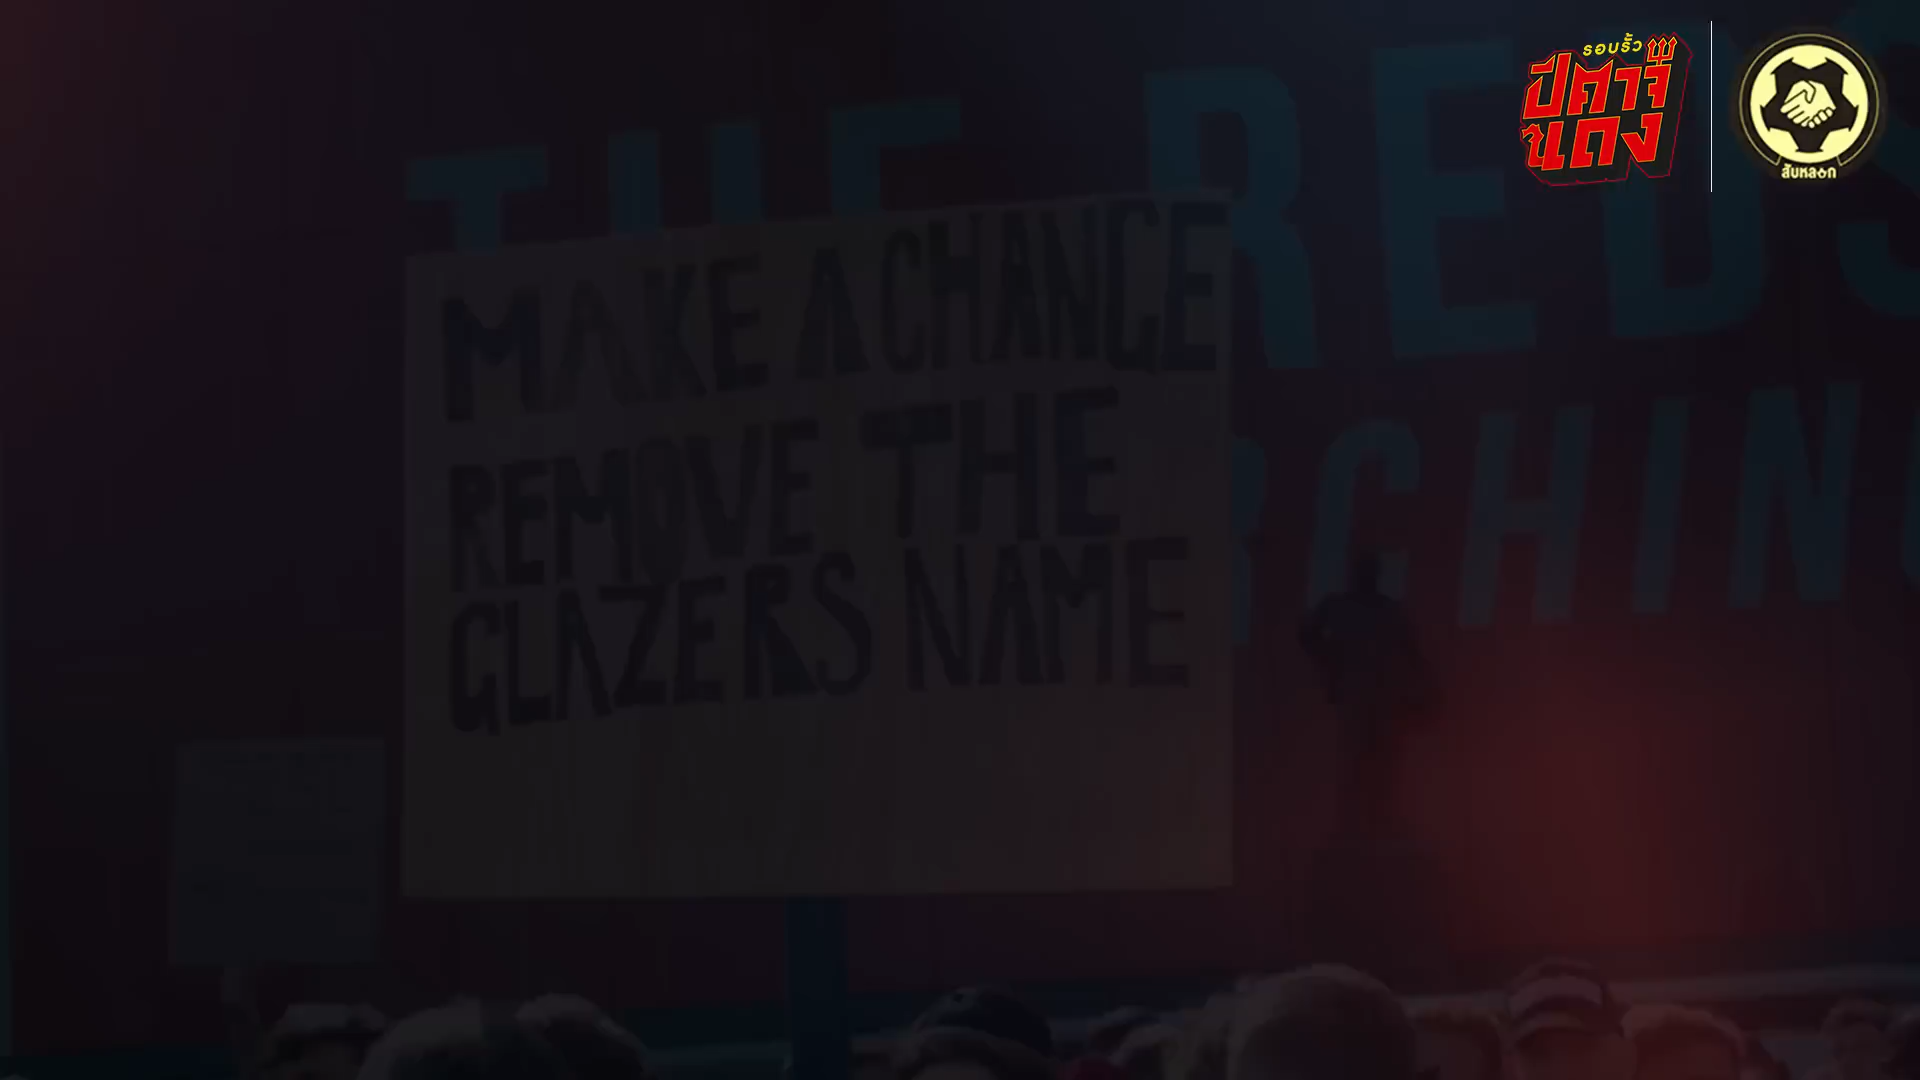 รอบรั้ว
ปีศาจ
แดง
สับหลอก
THE REDS
RCHING
MAKE A CHANGE
REMOVE THE
GLAZERS NAME